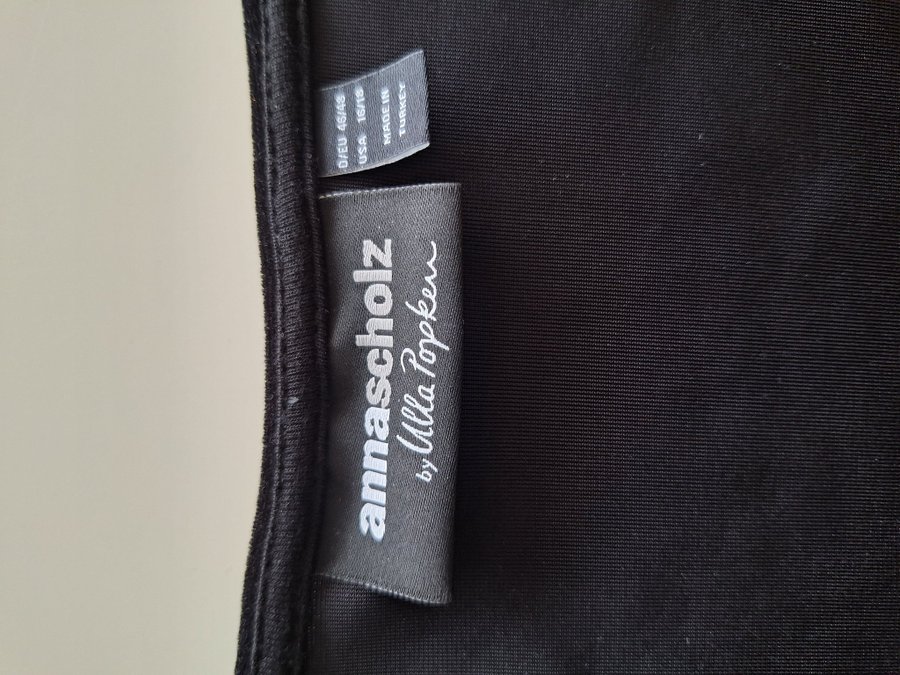 annascholz
by Ulla Popken
D/EU 46/48
USA 16/18
MADE IN
TURKEY